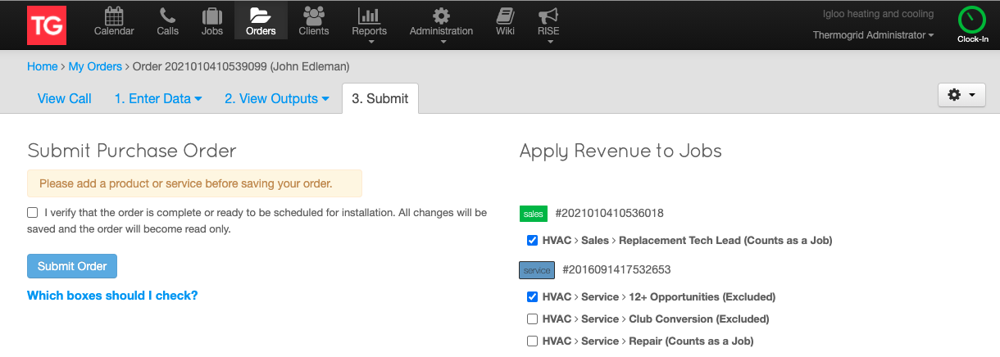 TG
Calendar
Calls
Jobs
Orders
Clients
Reports
Administration
Wiki
RISE
Igloo heating and cooling
Thermogrid Administrator
Clock-In
Home > My Orders > Order 2021010410539099 (John Edleman)
View Call
1. Enter Data
2. View Outputs
3. Submit
Submit Purchase Order
Please add a product or service before saving your order.
I verify that the order is complete or ready to be scheduled for installation. All changes will be
saved and the order will become read only.
Submit Order
Which boxes should I check?
Apply Revenue to Jobs
sales #2021010410536018
HVAC > Sales > Replacement Tech Lead (Counts as a Job)
service #2016091417532653
HVAC > Service > 12+ Opportunities (Excluded)
HVAC > Service > Club Conversion (Excluded)
HVAC > Service > Repair (Counts as a Job)